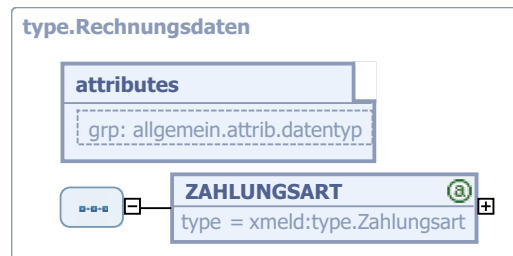 type.Rechnungsdaten
attributes
grp: allgemein.attrib.datentyp
ZAHLUNGSART @
type = xmeld:type.Zahlungsart